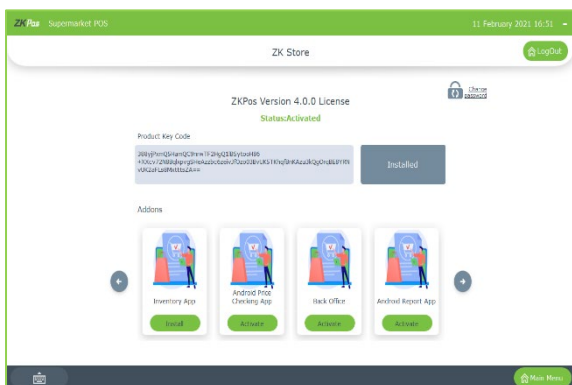 ZKPos Supermarket POS
11 February 2021 16:51
ZK Store
LogOut
Change
password
ZKPos Version 4.0.0 License
Status:Activated
Product Key Code
Installed
Addons
Inventory App
Install
Android Price
Checking App
Activate
Back Office
Activate
Android Report App
Activate
Main Menu